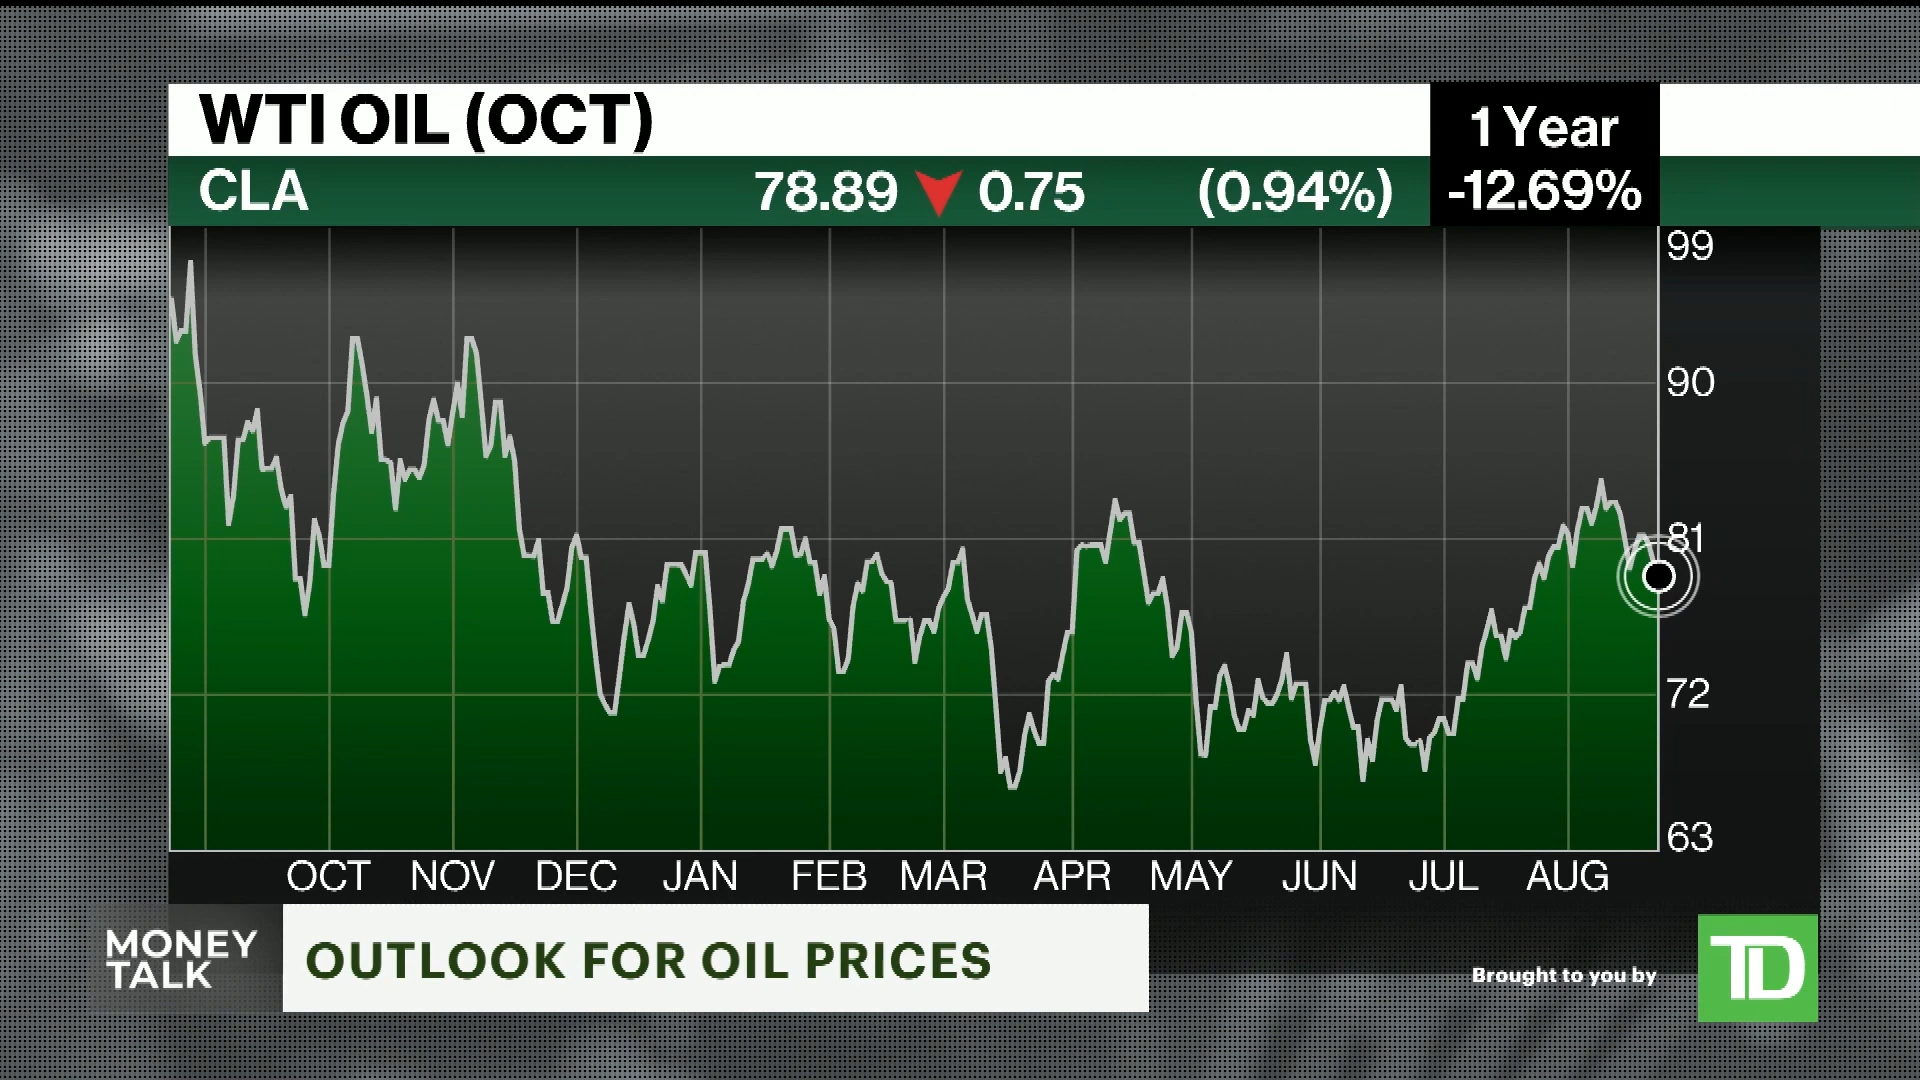 WTI OIL (OCT)
1 Year
CLA 78.89 0.75 (0.94%) -12.69%
99
90
81
72
63
OCT NOV DEC JAN FEB MAR APR MAY JUN JUL AUG
MONEY
TALK
OUTLOOK FOR OIL PRICES
Brought to you by
TD